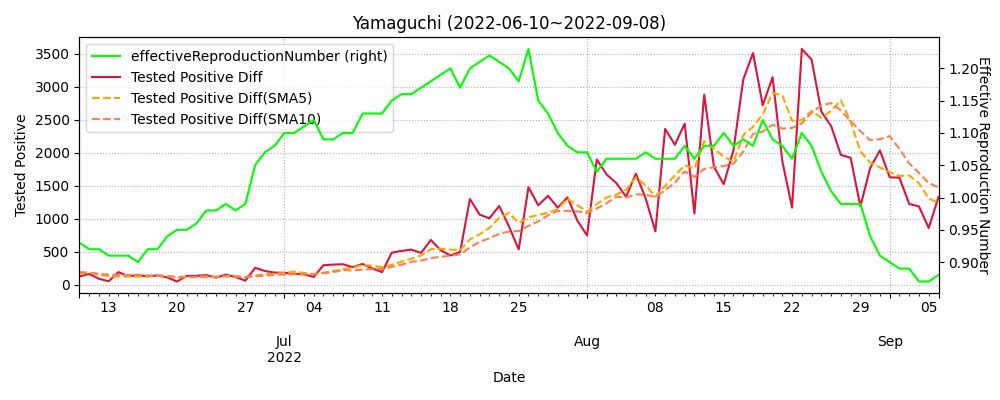 Yamaguchi (2022-06-10~2022-09-08)
effectiveReproductionNumber (right)
Tested Positive Diff
Tested Positive Diff(SMA5)
Tested Positive Diff(SMA10)
Tested Positive
3500
3000
2500
2000
1500
1000
500
0
1.20
1.15
1.10
1.05
1.00
0.95
0.90
Effective Reproduction Number
13 20 27 04 11 18 25 08 15 22 29 05
Jul Aug Sep
2022
Date